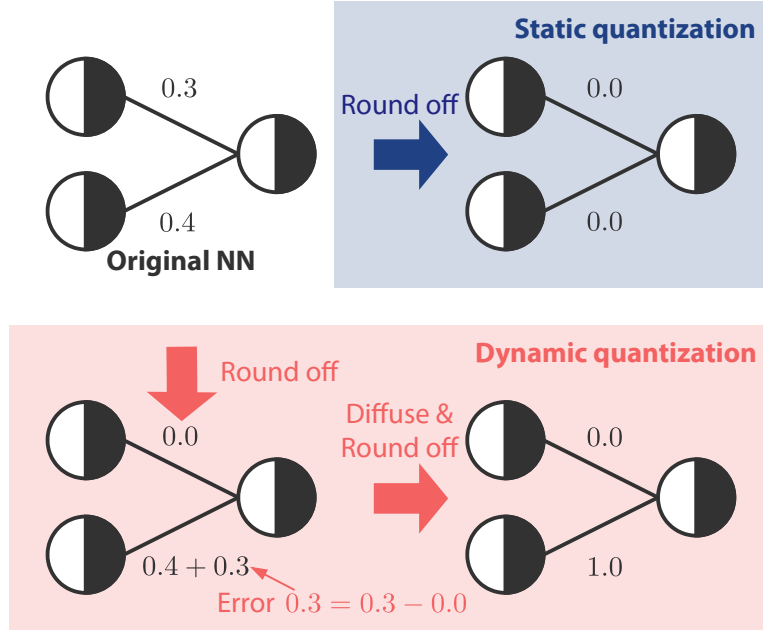 Static quantization
0.3
0.0
Round off
0.4
0.0
Original NN
Dynamic quantization
Round off
Diffuse &
Round off
0.0
0.0
0.4 + 0.3
1.0
Error 0.3 = 0.3 − 0.0